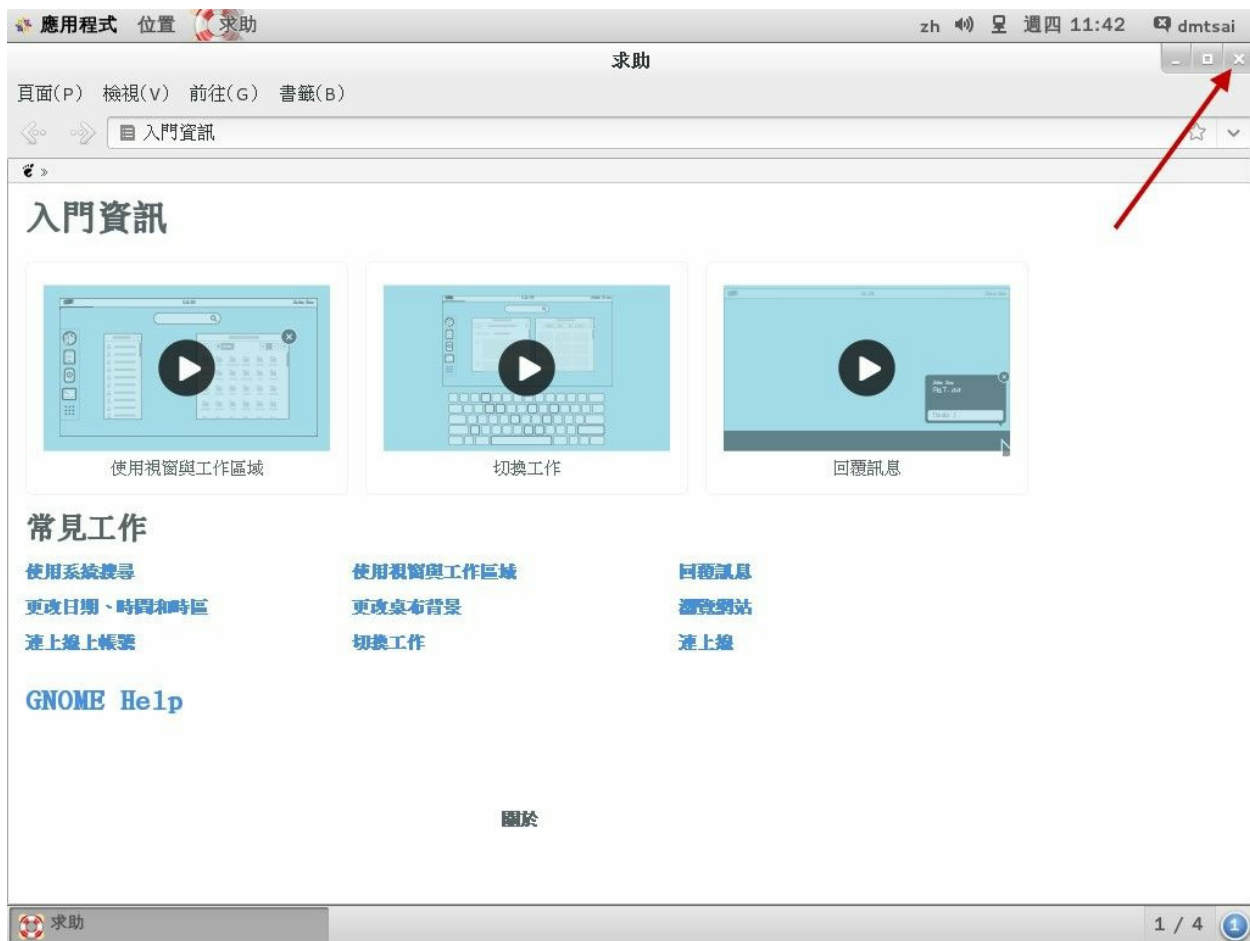 應用程式 位置 求助 zh 週四 11:42 dmtsai
求助
頁面(P) 檢視(V) 前往(G) 書籤(B)
入門資訊
»
入門資訊
使用視窗與工作區域 切換工作 回覆訊息
常見工作
使用系統搜尋 使用視窗與工作區域 回覆訊息
更改日期、時間和時區 更改桌布背景 瀏覽網站
連上線上帳號 切換工作 連上線
GNOME Help
關於
求助 1 / 4 1